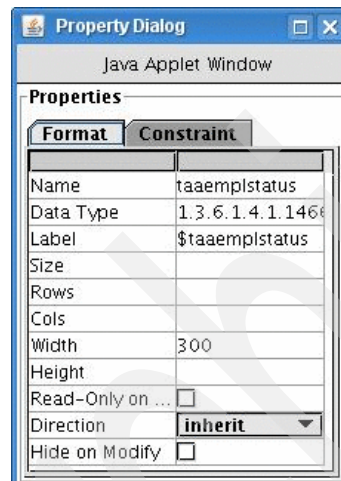 Property Dialog
Java Applet Window
Properties
Format Constraint
Name taaemplstatus
Data Type 1.3.6.1.4.1.1466
Label $taaemplstatus
Size
Rows
Cols
Width 300
Height
Read-Only on ...
Direction inherit
Hide on Modify